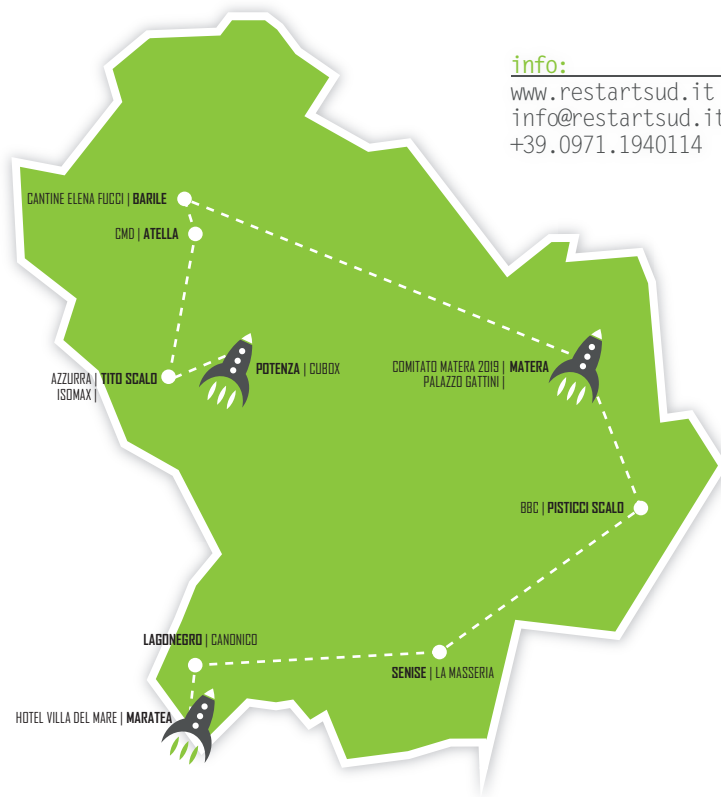 info:
www.restartsud.it
info@restartsud.it
+39.0971.1940114
CANTINE ELENA FUCCI | BARILE
CMD | ATELLA
POTENZA | CUBOX
AZZURRA | TITO SCALO
ISOMAX |
COMITATO MATERA 2019 | MATERA
PALAZZO GATTINI |
BBC | PISTICCI SCALO
LAGONEGRO | CANONICO
SENISE | LA MASSERIA
HOTEL VILLA DEL MARE | MARATEA